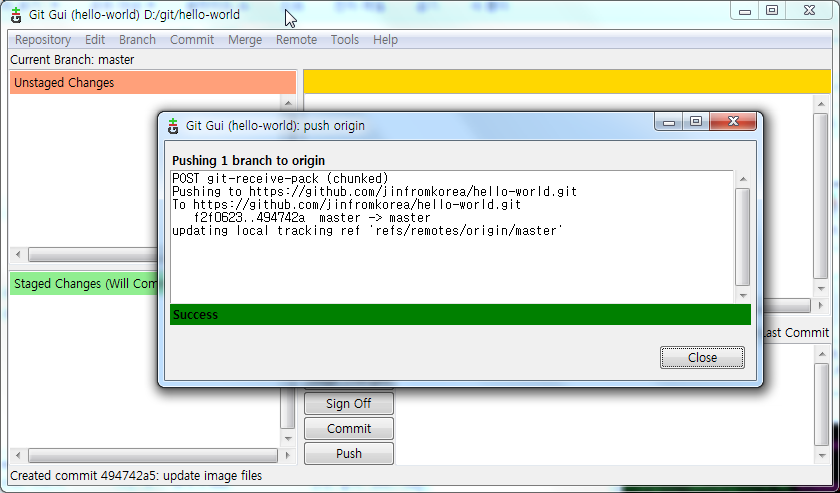 Git Gui (hello-world) D:/git/hello-world
Repository Edit Branch Commit Merge Remote Tools Help
Current Branch: master
Unstaged Changes
Git Gui (hello-world): push origin
Pushing 1 branch to origin
POST git-receive-pack (chunked)
Pushing to https://github.com/jinfromkorea/hello-world.git
To https://github.com/jinfromkorea/hello-world.git
f2f0623..494742a master -> master
updating local tracking ref 'refs/remotes/origin/master'
Success
Close
Staged Changes (Will Com
Last Commit
Sign Off
Commit
Push
Created commit 494742a5: update image files